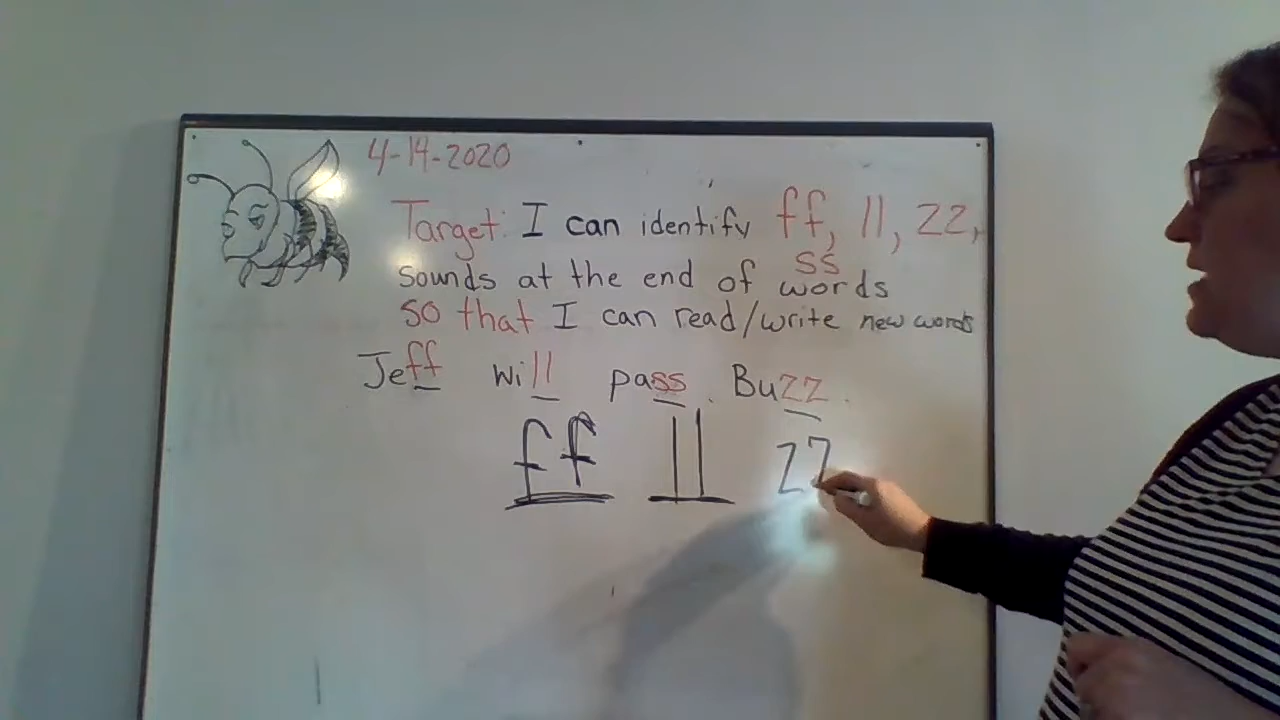 4-14-2020
Target: I can identify ff, ll, zz,
ss
sounds at the end of words
so that I can read/write new words
Jeff will pass. Buzz.
ff ll zz